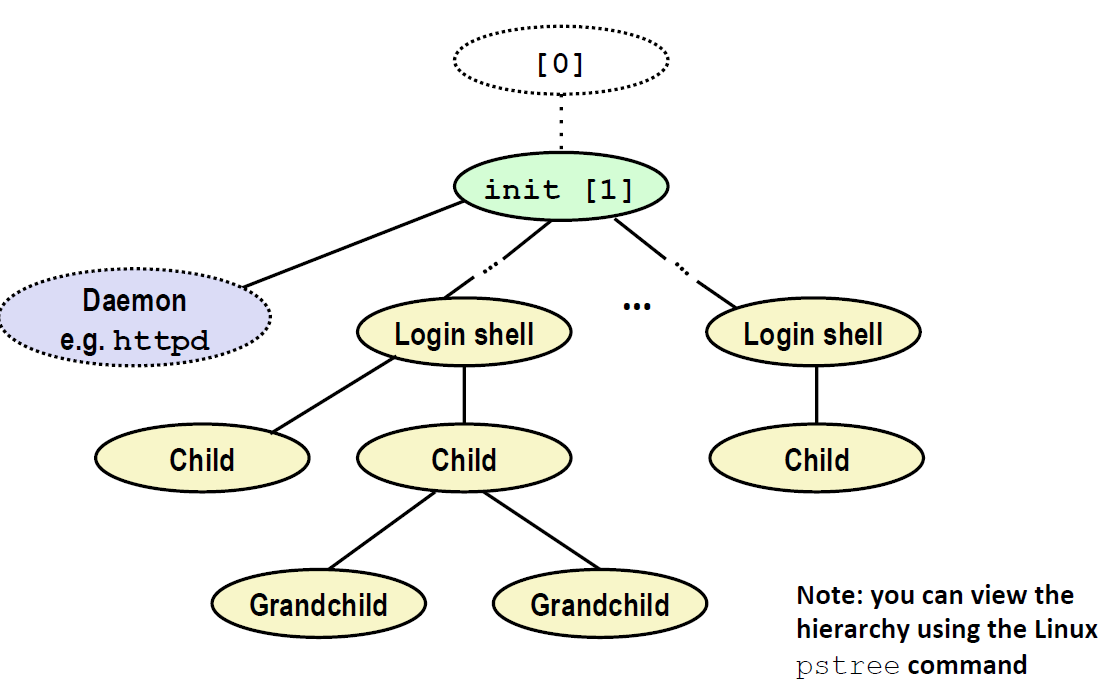 [0]
init [1]
Daemon
e.g. httpd
Login shell
...
Login shell
Child
Child
Child
Grandchild
Grandchild
Note: you can view the
hierarchy using the Linux
pstree command